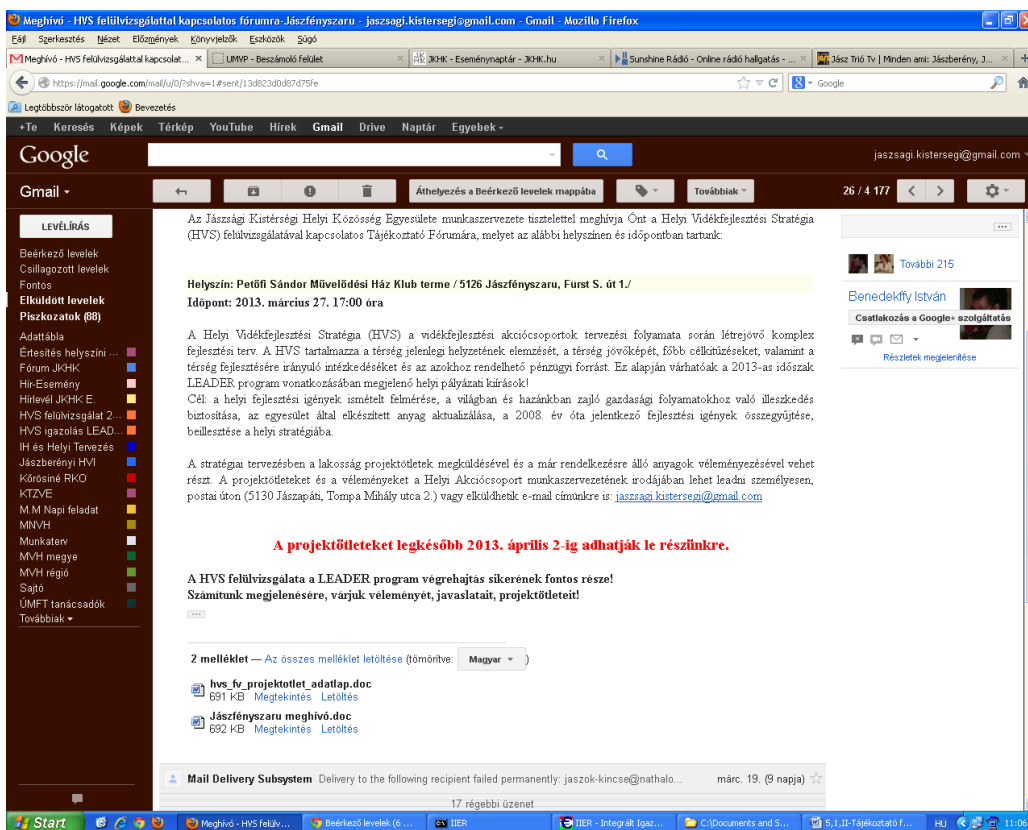 Meghívó - HVS felülvizsgálattal kapcsolatos fórumra-Jászfényszaru - jaszsagi.kistersegi@gmail.com - Gmail - Mozilla Firefox
Fájl Szerkesztés Nézet Előzmények Könyvjelzők Eszközök Súgó
Meghívó - HVS felülvizsgálattal kapcsolat... × UMVP - Beszámoló felület × JKHK - Eseménynaptár - JKHK.hu × Sunshine Rádió - Online rádió hallgatás - ... × Jász Trió Tv | Minden ami: Jászberény, J... × +
https://mail.google.com/mail/u/0/?shva=1#sent/13d823d0d87d75fe
Google
Legtöbbször látogatott Bevezetés
+Te Keresés Képek Térkép YouTube Hírek Gmail Drive Naptár Egyebek
Google
jaszsagi.kistersegi@gmail.com
Gmail
Áthelyezés a Beérkező levelek mappába
Továbbiak
26 / 4 177
LEVÉLÍRÁS
Beérkező levelek
Csillagozott levelek
Fontos
Elküldött levelek
Piszkozatok (88)
Adattábla
Értesítés helyszíni ...
Fórum JKHK
Hír-Esemény
Hírlevél JKHK E.
HVS felülvizsgálat 2...
HVS igazolás LEAD...
IH és Helyi Tervezés
Jászberényi HVI
Kőrösiné RKO
KTZVE
M.M Napi feladat
MNVH
Munkaterv
MVH megye
MVH régió
Sajtó
ÚMFT tanácsadók
Továbbiak
Az Jászsági Kistérségi Helyi Közösség Egyesülete munkaszervezete tisztelettel meghívja Önt a Helyi Vidékfejlesztési Stratégia
(HVS) felülvizsgálatával kapcsolatos Tájékoztató Fórumára, melyet az alábbi helyszínen és időpontban tartunk:
Helyszín: Petőfi Sándor Művelődési Ház Klub terme / 5126 Jászfényszaru, Fürst S. út 1./
Időpont: 2013. március 27. 17:00 óra
A Helyi Vidékfejlesztési Stratégia (HVS) a vidékfejlesztési akciócsoportok tervezési folyamata során létrejövő komplex
fejlesztési terv. A HVS tartalmazza a térség jelenlegi helyzetének elemzését, a térség jövőképét, főbb célkitűzéseket, valamint a
térség fejlesztésére irányuló intézkedéseket és az azokhoz rendelhető pénzügyi forrást. Ez alapján várhatóak a 2013-as időszak
LEADER program vonatkozásában megjelenő helyi pályázati kiírások!
Cél: a helyi fejlesztési igények ismételt felmérése, a világban és hazánkban zajló gazdasági folyamatokhoz való illeszkedés
biztosítása, az egyesület által elkészített anyag aktualizálása, a 2008. év óta jelentkező fejlesztési igények összegyűjtése,
beillesztése a helyi stratégiába.
A stratégiai tervezésben a lakosság projektötletek megküldésével és a már rendelkezésre álló anyagok véleményezésével vehet
részt. A projektötleteket és a véleményeket a Helyi Akciócsoport munkaszervezetének irodájában lehet leadni személyesen,
postai úton (5130 Jászapáti, Tompa Mihály utca 2.) vagy elküldhetik e-mail címünkre is: jaszsagi.kistersegi@gmail.com
A projektötleteket legkésőbb 2013. április 2-ig adhatják le részünkre.
A HVS felülvizsgálata a LEADER program végrehajtás sikerének fontos része!
Számítunk megjelenésére, várjuk véleményét, javaslatait, projektötleteit!
2 melléklet — Az összes melléklet letöltése (tömörítve: Magyar )
hvs_fv_projektotlet_adatlap.doc
691 KB Megtekintés Letöltés
Jászfényszaru meghívó.doc
692 KB Megtekintés Letöltés
Mail Delivery Subsystem Delivery to the following recipient failed permanently: jaszok-kincse@nathalo... márc. 19. (9 napja)
17 régebbi üzenet
További 215
Benedekffy István
Csatlakozás a Google+ szolgáltatás
Részletek megjelenítése
Start Meghívó - HVS felülv... Beérkező levelek (6 ... IIER IIER - Integrált Igaz... C:\Documents and S... 5,1,II-Tájékoztató f... HU 11:06